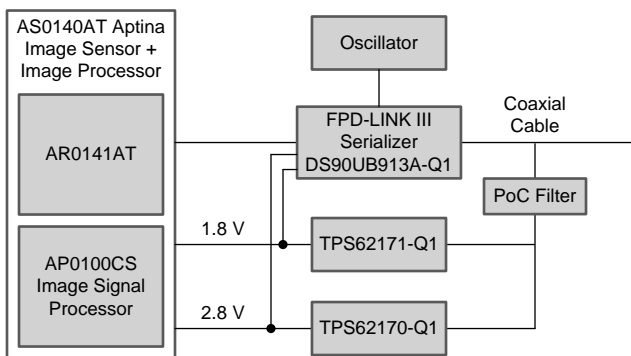 AS0140AT Aptina
Image Sensor +
Image Processor
AR0141AT
AP0100CS
Image Signal
Processor
Oscillator
FPD-LINK III
Serializer
DS90UB913A-Q1
Coaxial
Cable
PoC Filter
1.8 V
TPS62171-Q1
2.8 V
TPS62170-Q1